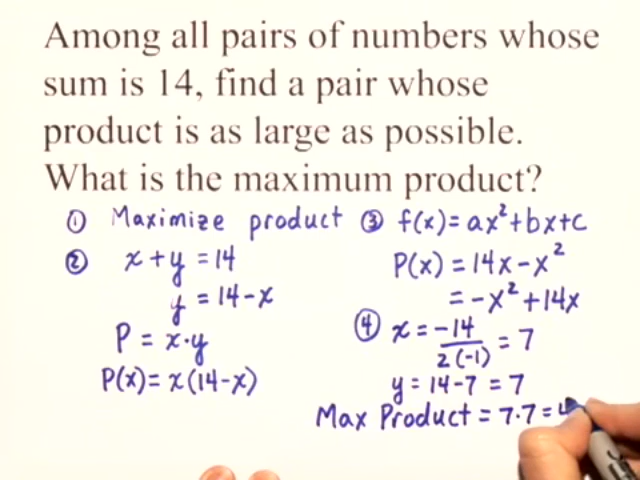 Among all pairs of numbers whose
sum is 14, find a pair whose
product is as large as possible.
What is the maximum product?
① Maximize product
② x + y = 14
y = 14 - x
P = x·y
P(x) = x(14-x)
③ f(x) = ax²+bx+c
P(x) = 14x - x²
= -x² + 14x
④ x = -14 / 2(-1) = 7
y = 14-7 = 7
Max Product = 7·7 = 4